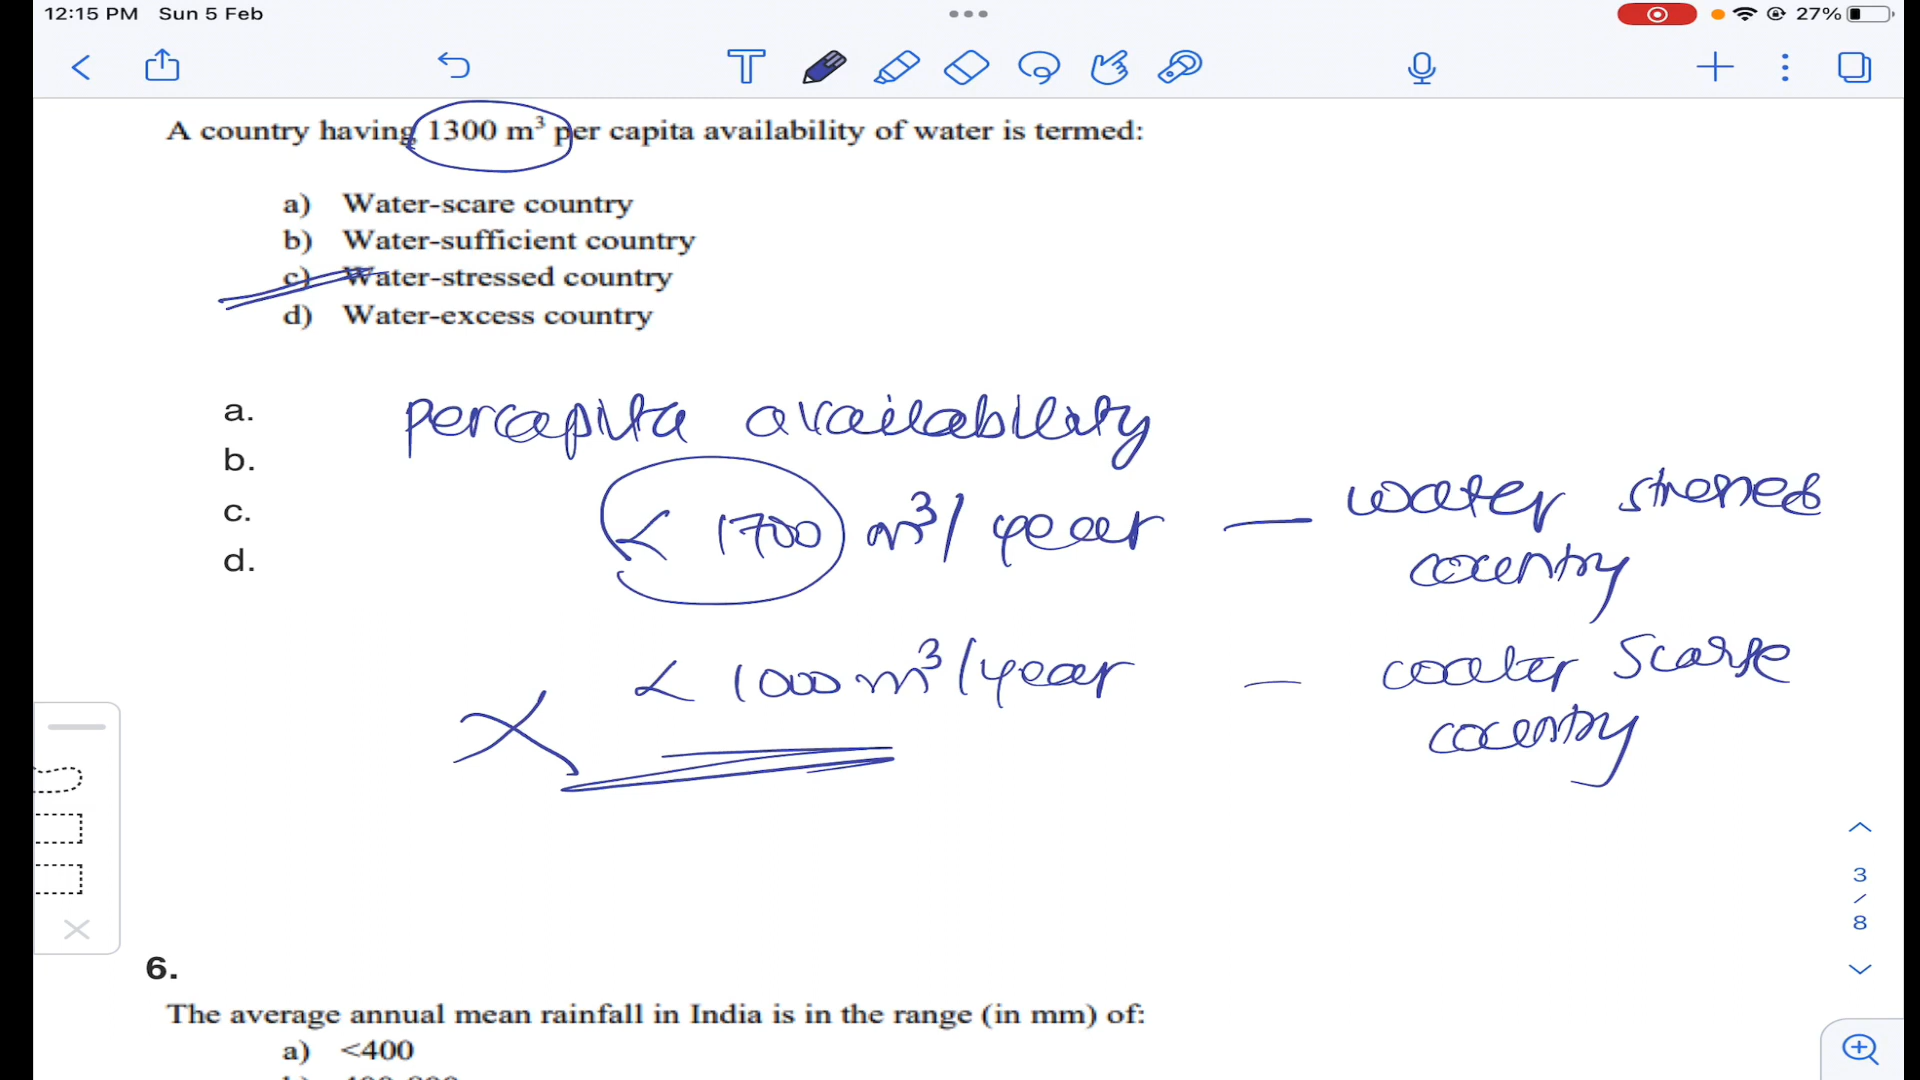 12:15 PM Sun 5 Feb
27%
A country having 1300 m³ per capita availability of water is termed:
a) Water-scare country
b) Water-sufficient country
c) Water-stressed country
d) Water-excess country
a.
b.
c.
d.
percapita availability
< 1700 m³/ year — water stressed
country
< 1000 m³/year — water scarse
country
3
/
8
6.
The average annual mean rainfall in India is in the range (in mm) of:
a) <400